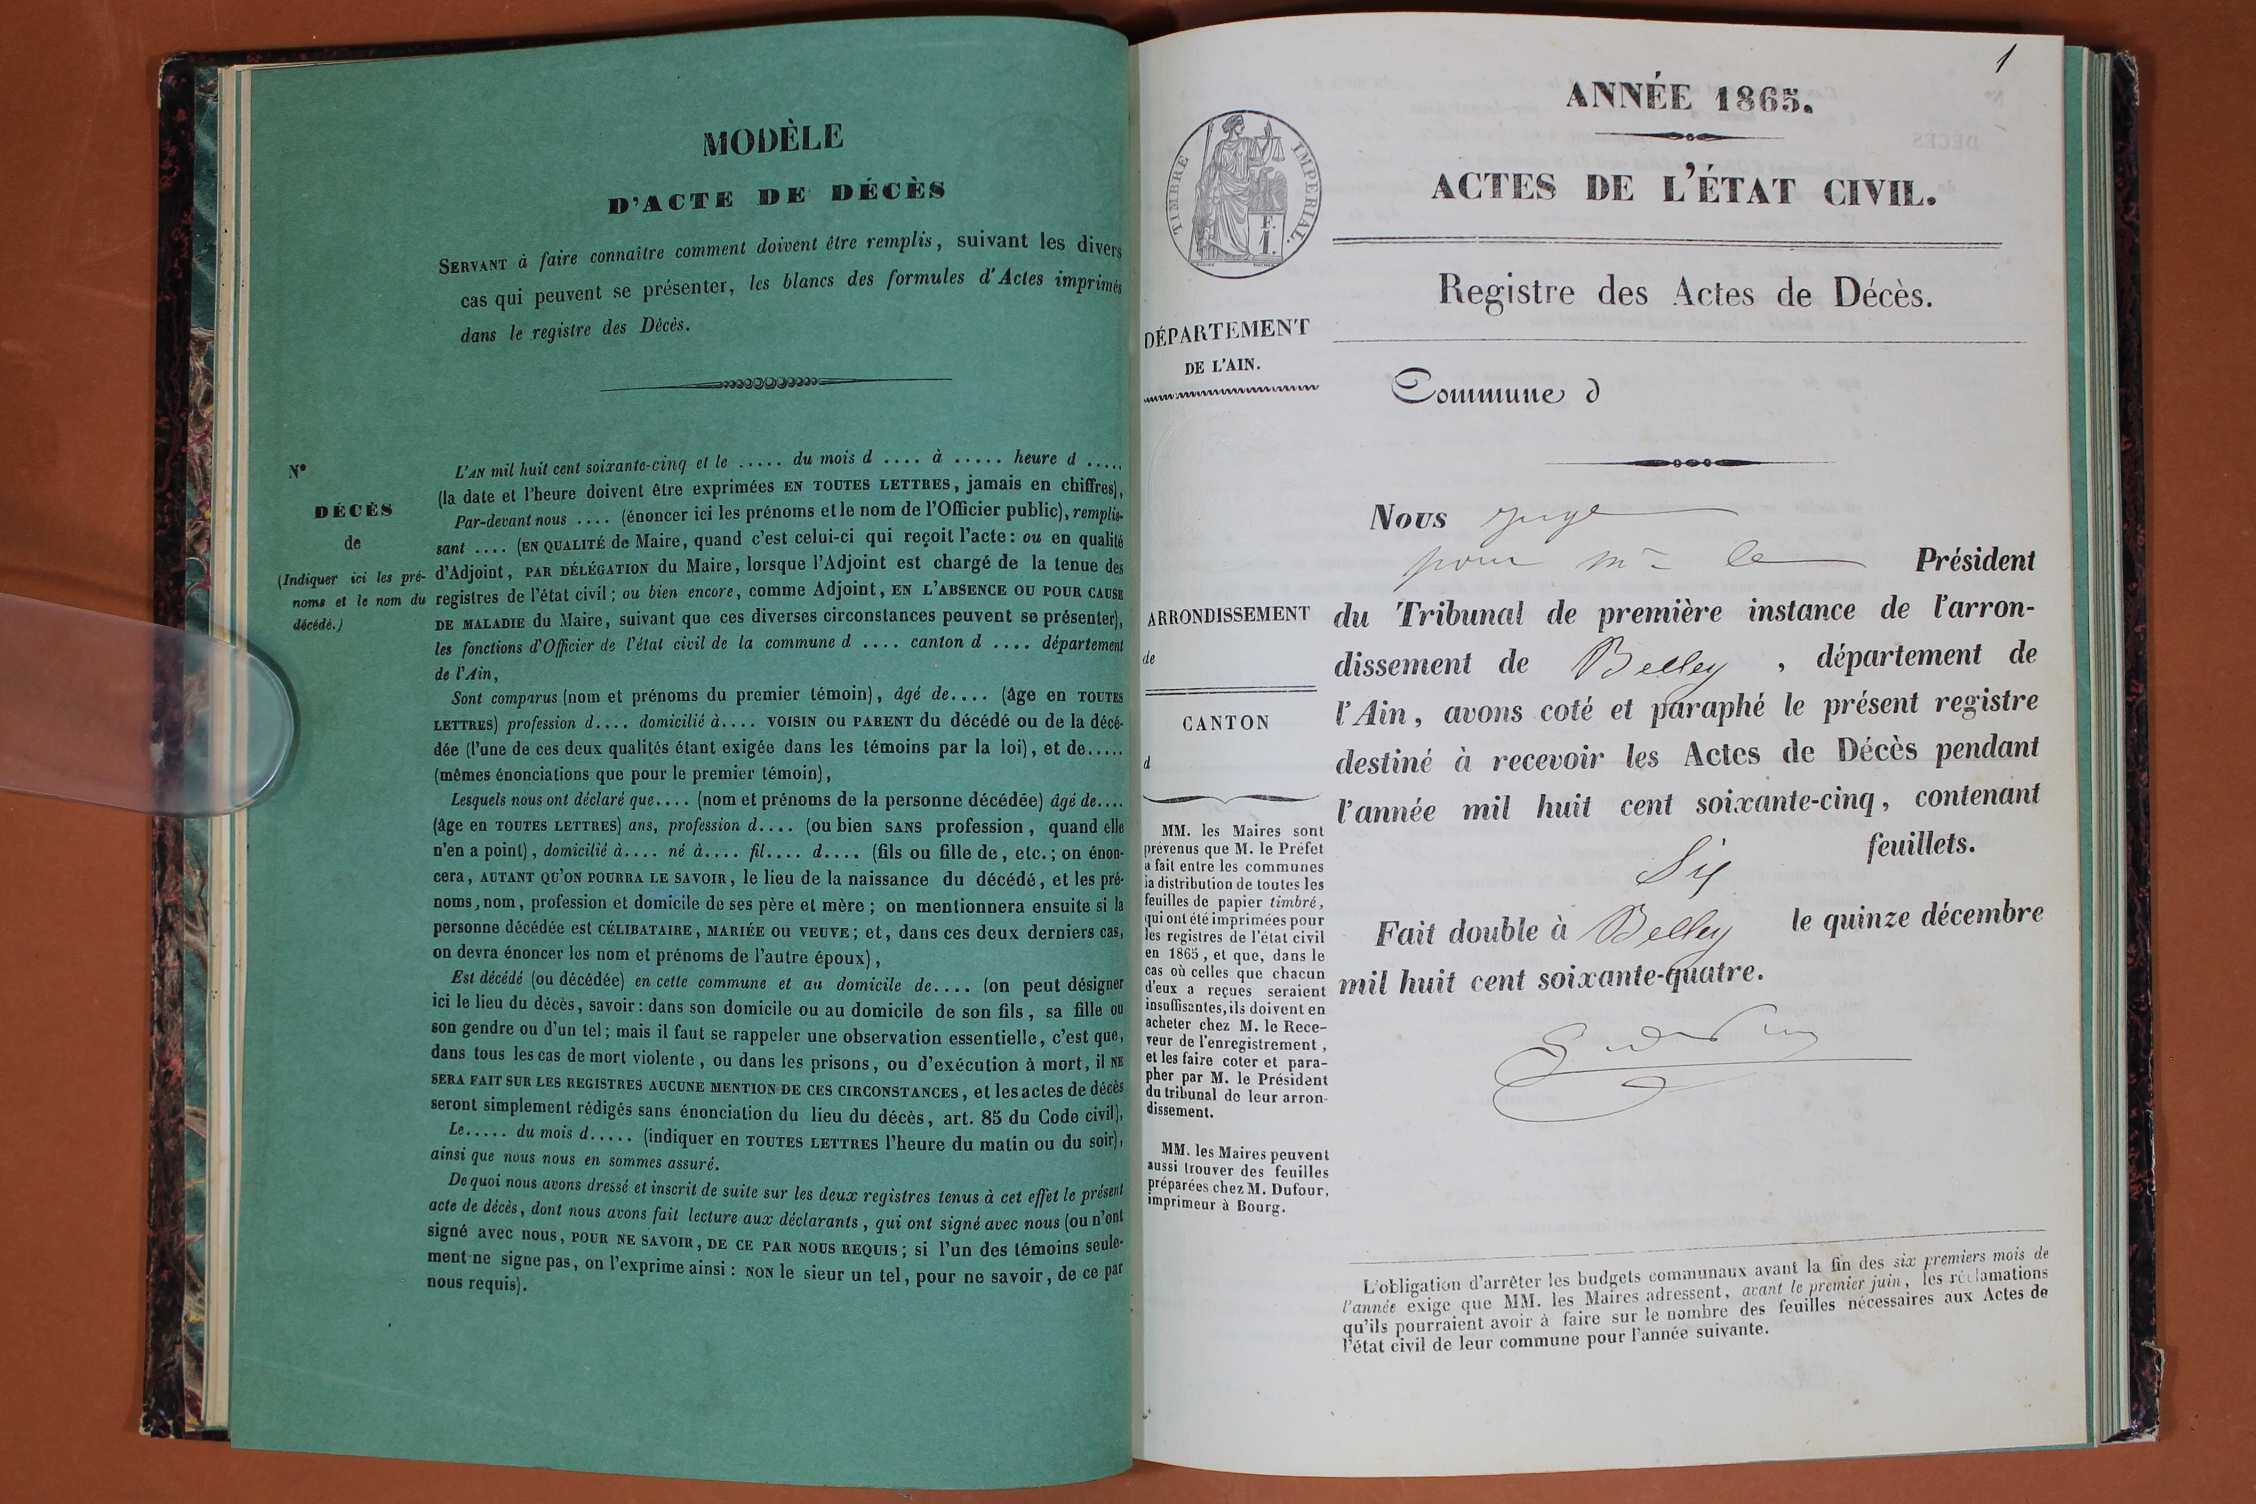 MODÈLE
D'ACTE DE DÉCÈS
SERVANT à faire connaître comment doivent être remplis, suivant les divers
cas qui peuvent se présenter, les blancs des formules d'Actes imprimés
dans le registre des Décès.
N°
DÉCÈS
de
(Indiquer ici les pré-
noms et le nom du
décédé.)
L'AN mil huit cent soixante-cinq et le ..... du mois d .... à ..... heure d .....
(la date et l'heure doivent être exprimées EN TOUTES LETTRES, jamais en chiffres),
Par-devant nous .... (énoncer ici les prénoms et le nom de l'Officier public), remplis-
sant .... (EN QUALITÉ de Maire, quand c'est celui-ci qui reçoit l'acte: ou en qualité
d'Adjoint, PAR DÉLÉGATION du Maire, lorsque l'Adjoint est chargé de la tenue des
registres de l'état civil; ou bien encore, comme Adjoint, EN L'ABSENCE OU POUR CAUSE
DE MALADIE du Maire, suivant que ces diverses circonstances peuvent se présenter),
les fonctions d'Officier de l'état civil de la commune d .... canton d .... département
de l'Ain,
Sont comparus (nom et prénoms du premier témoin), âgé de.... (âge en TOUTES
LETTRES) profession d.... domicilié à.... VOISIN OU PARENT du décédé ou de la décé-
dée (l'une de ces deux qualités étant exigée dans les témoins par la loi), et de.....
(mêmes énonciations que pour le premier témoin),
Lesquels nous ont déclaré que.... (nom et prénoms de la personne décédée) âgé de....
(âge en TOUTES LETTRES) ans, profession d.... (ou bien SANS profession, quand elle
n'en a point), domicilié à.... né à.... fil.... d.... (fils ou fille de, etc.; on énon-
cera, AUTANT QU'ON POURRA LE SAVOIR, le lieu de la naissance du décédé, et les pré-
noms, nom, profession et domicile de ses père et mère; on mentionnera ensuite si la
personne décédée est CÉLIBATAIRE, MARIÉE OU VEUVE; et, dans ces deux derniers cas,
on devra énoncer les nom et prénoms de l'autre époux),
Est décédé (ou décédée) en cette commune et au domicile de.... (on peut désigner
ici le lieu du décès, savoir: dans son domicile ou au domicile de son fils, sa fille ou
son gendre ou d'un tel; mais il faut se rappeler une observation essentielle, c'est que,
dans tous les cas de mort violente, ou dans les prisons, ou d'exécution à mort, il NE
SERA FAIT SUR LES REGISTRES AUCUNE MENTION DE CES CIRCONSTANCES, et les actes de décès
seront simplement rédigés sans énonciation du lieu du décès, art. 85 du Code civil),
Le..... du mois d..... (indiquer en TOUTES LETTRES l'heure du matin ou du soir),
ainsi que nous nous en sommes assuré.
De quoi nous avons dressé et inscrit de suite sur les deux registres tenus à cet effet le présent
acte de décès, dont nous avons fait lecture aux déclarants, qui ont signé avec nous (ou n'ont
signé avec nous, POUR NE SAVOIR, DE CE PAR NOUS REQUIS; si l'un des témoins seule-
ment ne signe pas, on l'exprime ainsi: NON le sieur un tel, pour ne savoir, de ce par
nous requis).
1
ANNÉE 1865.
ACTES DE L'ÉTAT CIVIL.
TIMBRE IMPERIAL.
F.
1.
Registre des Actes de Décès.
DÉPARTEMENT
DE L'AIN.
Commune d
Nous juge
pour mr le Président
du Tribunal de première instance de l'arron-
dissement de Belley, département de
l'Ain, avons coté et paraphé le présent registre
destiné à recevoir les Actes de Décès pendant
l'année mil huit cent soixante-cinq, contenant
Six feuillets.
Fait double à Belley le quinze décembre
mil huit cent soixante-quatre.
ARRONDISSEMENT
de
CANTON
d
MM. les Maires sont
prévenus que M. le Préfet
a fait entre les communes
la distribution de toutes les
feuilles de papier timbré,
qui ont été imprimées pour
les registres de l'état civil
en 1865, et que, dans le
cas où celles que chacun
d'eux a reçues seraient
insuffisantes, ils doivent en
acheter chez M. le Rece-
veur de l'enregistrement,
et les faire coter et para-
pher par M. le Président
du tribunal de leur arron-
dissement.
MM. les Maires peuvent
aussi trouver des feuilles
préparées chez M. Dufour,
imprimeur à Bourg.
L'obligation d'arrêter les budgets communaux avant la fin des six premiers mois de
l'année exige que MM. les Maires adressent, avant le premier juin, les réclamations
qu'ils pourraient avoir à faire sur le nombre des feuilles nécessaires aux Actes de
l'état civil de leur commune pour l'année suivante.